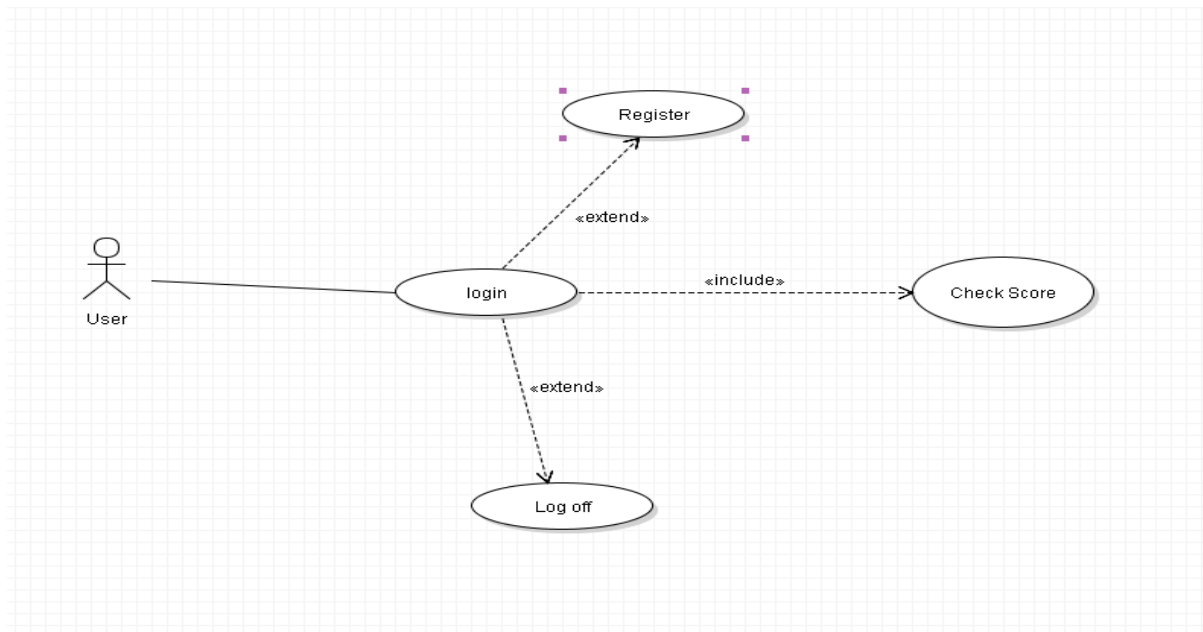 Register
«extend»
«include»
User
login
Check Score
«extend»
Log off